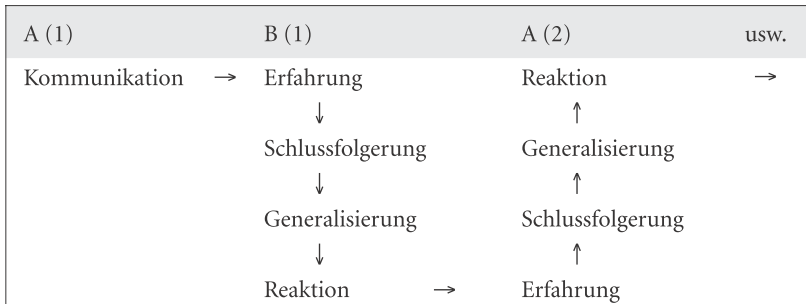 A (1) B (1) A (2) usw.
Kommunikation → Erfahrung Reaktion →
↓ ↑
Schlussfolgerung Generalisierung
↓ ↑
Generalisierung Schlussfolgerung
↓ ↑
Reaktion → Erfahrung